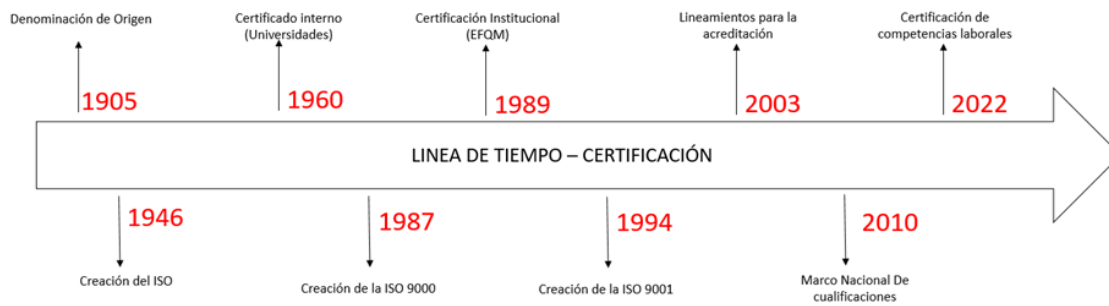 Denominación de Origen
Certificado interno
(Universidades)
Certificación Institucional
(EFQM)
Lineamientos para la
acreditación
Certificación de
competencias laborales
1905
1960
1989
2003
2022
LINEA DE TIEMPO – CERTIFICACIÓN
1946
1987
1994
2010
Creación del ISO
Creación de la ISO 9000
Creación de la ISO 9001
Marco Nacional De
cualificaciones